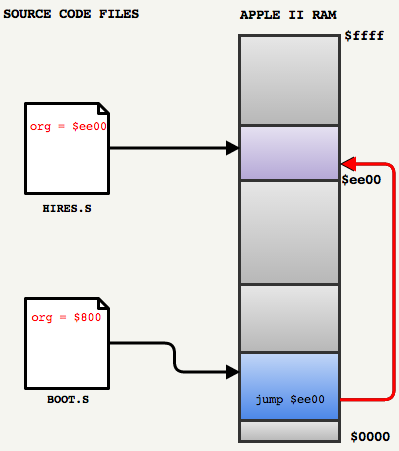 SOURCE CODE FILES
APPLE II RAM
$ffff
org = $ee00
HIRES.S
$ee00
org = $800
BOOT.S
jump $ee00
$0000